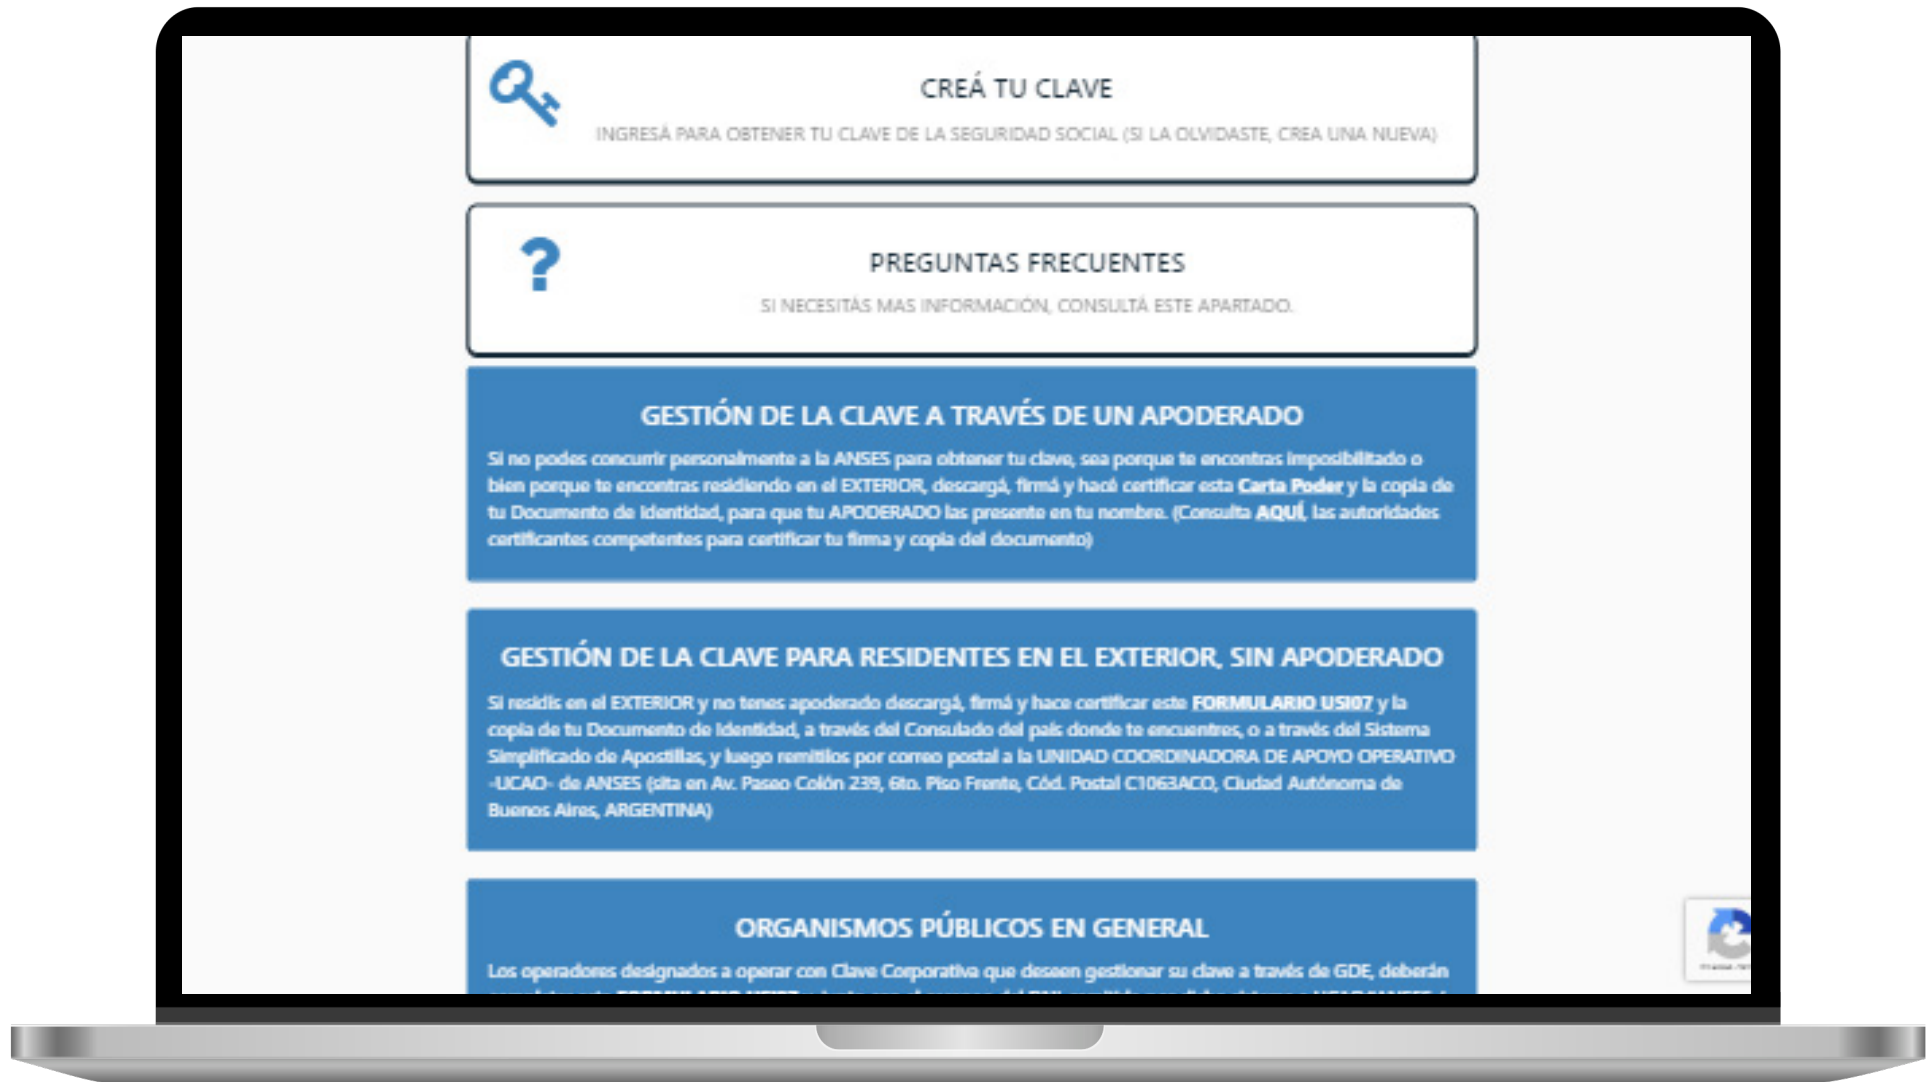 CREÁ TU CLAVE
INGRESÁ PARA OBTENER TU CLAVE DE LA SEGURIDAD SOCIAL (SI LA OLVIDASTE, CREA UNA NUEVA)
PREGUNTAS FRECUENTES
SI NECESITÁS MAS INFORMACIÓN, CONSULTÁ ESTE APARTADO.
GESTIÓN DE LA CLAVE A TRAVÉS DE UN APODERADO
Si no podes concurrir personalmente a la ANSES para obtener tu clave, sea porque te encontras imposibilitado o
bien porque te encontras residiendo en el EXTERIOR, descargá, firmá y hacé certificar esta Carta Poder y la copia de
tu Documento de Identidad, para que tu APODERADO las presente en tu nombre. (Consulta AQUÍ, las autoridades
certificantes competentes para certificar tu firma y copia del documento)
GESTIÓN DE LA CLAVE PARA RESIDENTES EN EL EXTERIOR, SIN APODERADO
Si residís en el EXTERIOR y no tenes apoderado descargá, firmá y hace certificar este FORMULARIO USI07 y la
copia de tu Documento de Identidad, a través del Consulado del país donde te encuentres, o a través del Sistema
Simplificado de Apostillas, y luego remitilos por correo postal a la UNIDAD COORDINADORA DE APOYO OPERATIVO
-UCAO- de ANSES (sita en Av. Paseo Colón 239, 6to. Piso Frente, Cód. Postal C1063ACO, Ciudad Autónoma de
Buenos Aires, ARGENTINA)
ORGANISMOS PÚBLICOS EN GENERAL
Los operadores designados a operar con Clave Corporativa que deseen gestionar su clave a través de GDE, deberán